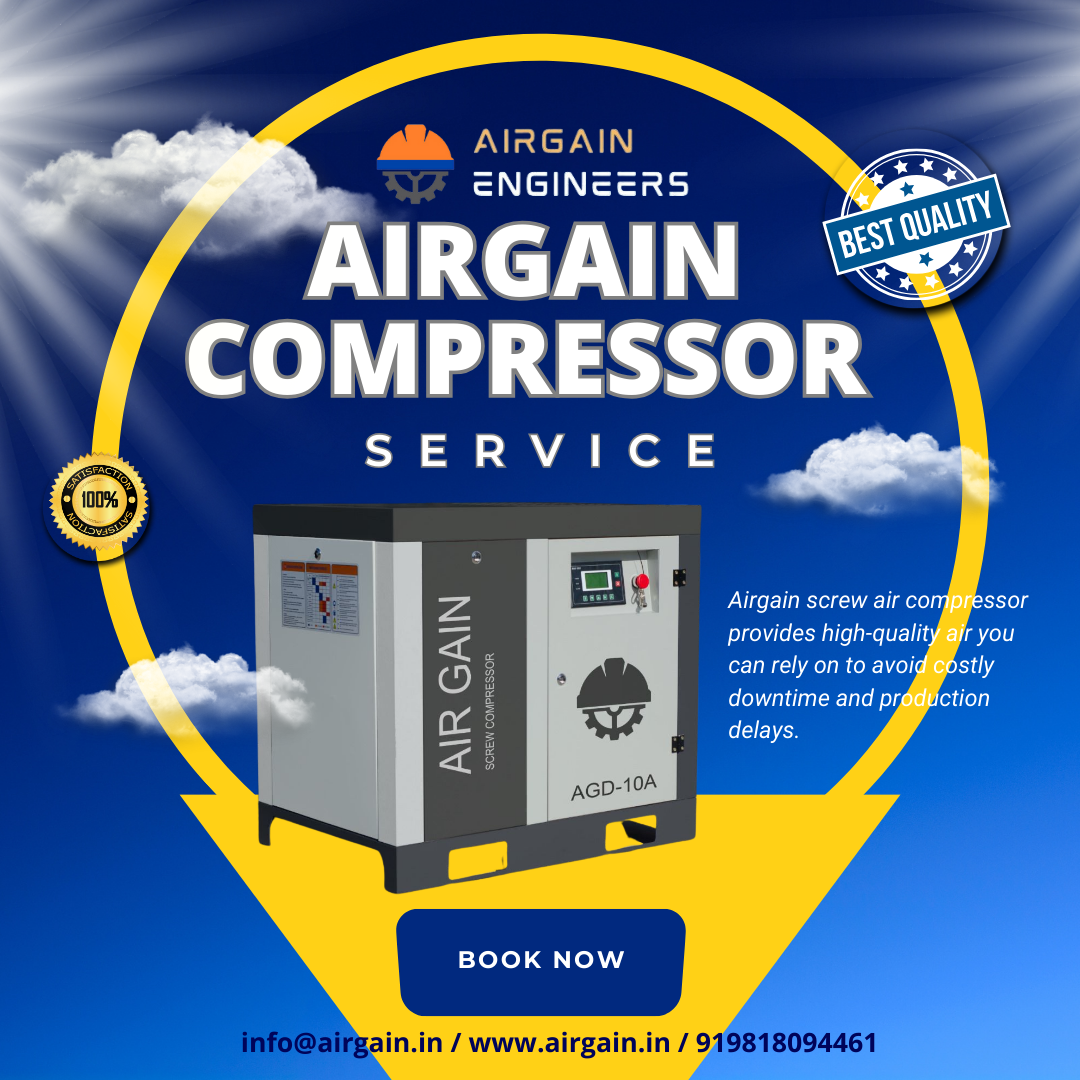 AIRGAIN
ENGINEERS
AIRGAIN
COMPRESSOR
SERVICE
BEST QUALITY
SATISFACTION
100%
SATISFACTION
AIR GAIN
SCREW COMPRESSOR
AGD-10A
Airgain screw air compressor
provides high-quality air you
can rely on to avoid costly
downtime and production
delays.
BOOK NOW
info@airgain.in / www.airgain.in / 919818094461